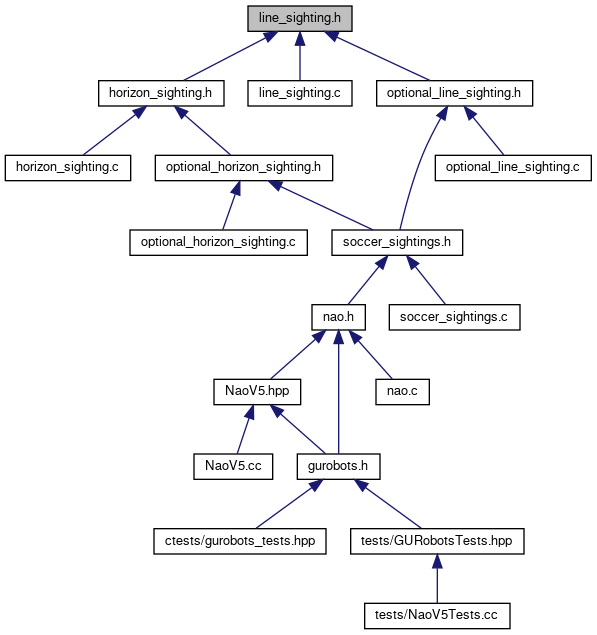 line_sighting.h
horizon_sighting.h
line_sighting.c
optional_line_sighting.h
horizon_sighting.c
optional_horizon_sighting.h
optional_line_sighting.c
optional_horizon_sighting.c
soccer_sightings.h
nao.h
soccer_sightings.c
NaoV5.hpp
nao.c
NaoV5.cc
gurobots.h
ctests/gurobots_tests.hpp
tests/GURobotsTests.hpp
tests/NaoV5Tests.cc